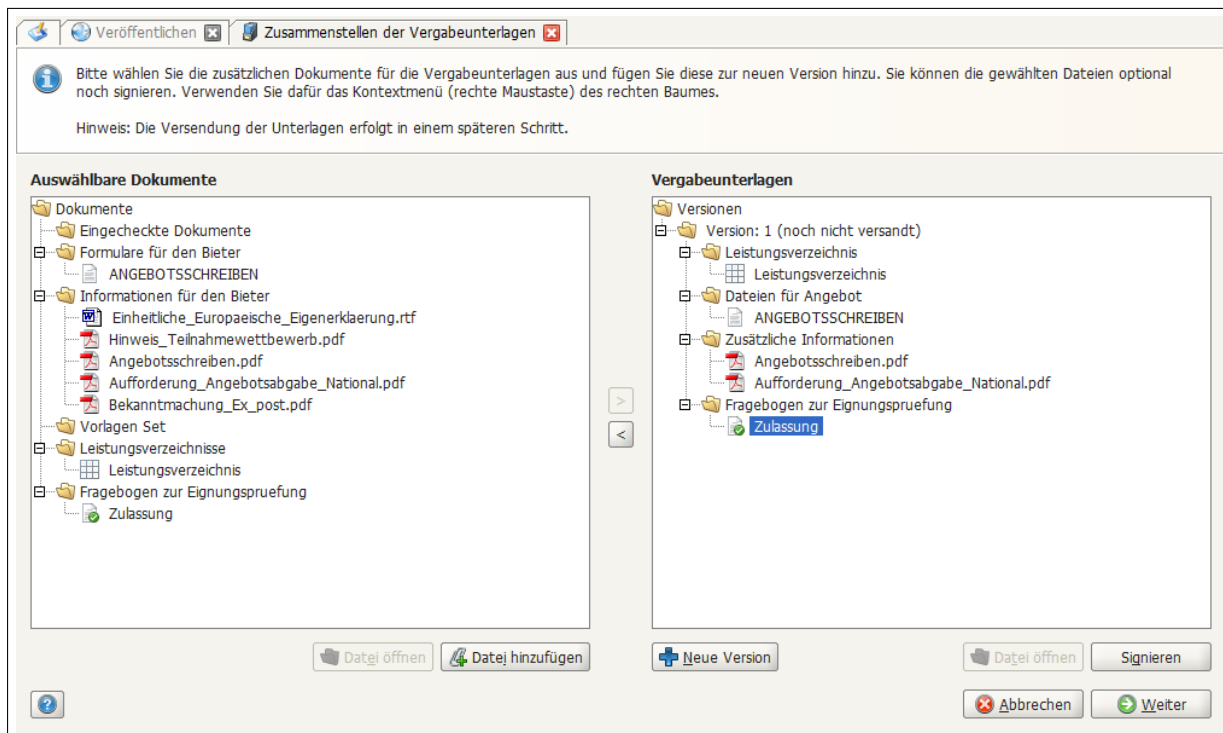 Veröffentlichen
Zusammenstellen der Vergabeunterlagen
Bitte wählen Sie die zusätzlichen Dokumente für die Vergabeunterlagen aus und fügen Sie diese zur neuen Version hinzu. Sie können die gewählten Dateien optional
noch signieren. Verwenden Sie dafür das Kontextmenü (rechte Maustaste) des rechten Baumes.
Hinweis: Die Versendung der Unterlagen erfolgt in einem späteren Schritt.
Auswählbare Dokumente
Dokumente
Eingecheckte Dokumente
Formulare für den Bieter
ANGEBOTSSCHREIBEN
Informationen für den Bieter
Einheitliche_Europaeische_Eigenerklaerung.rtf
Hinweis_Teilnahmewettbewerb.pdf
Angebotsschreiben.pdf
Aufforderung_Angebotsabgabe_National.pdf
Bekanntmachung_Ex_post.pdf
Vorlagen Set
Leistungsverzeichnisse
Leistungsverzeichnis
Fragebogen zur Eignungspruefung
Zulassung
Datei öffnen
Datei hinzufügen
>
<
Vergabeunterlagen
Versionen
Version: 1 (noch nicht versandt)
Leistungsverzeichnis
Leistungsverzeichnis
Dateien für Angebot
ANGEBOTSSCHREIBEN
Zusätzliche Informationen
Angebotsschreiben.pdf
Aufforderung_Angebotsabgabe_National.pdf
Fragebogen zur Eignungspruefung
Zulassung
Neue Version
Datei öffnen
Signieren
Abbrechen
Weiter